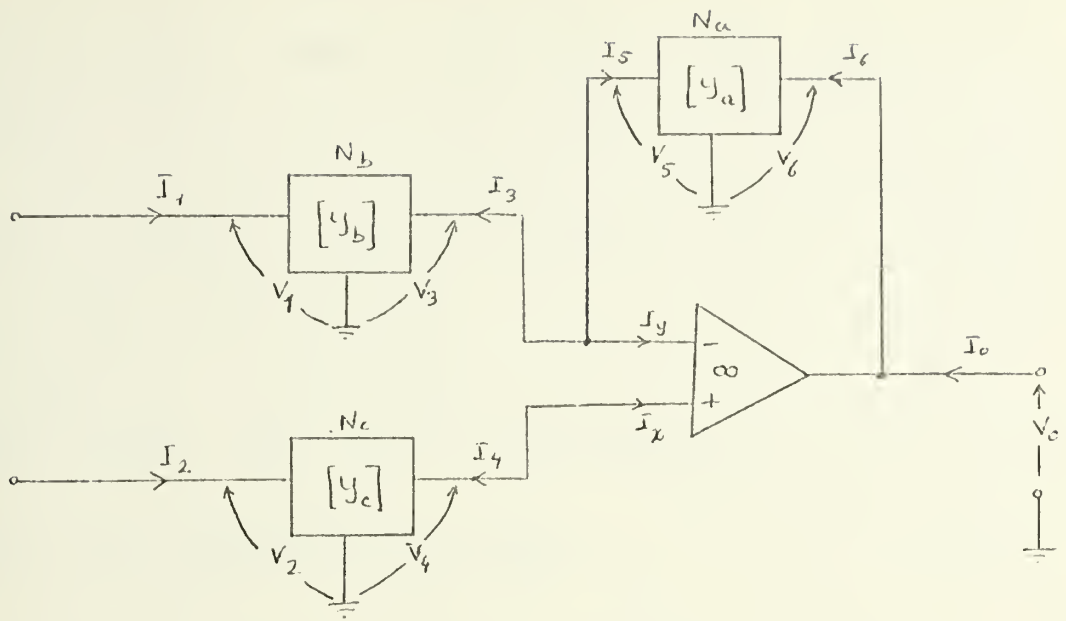 Na
I5
I6
[ya]
V5
V6
Nb
I1
I3
[yb]
V1
V3
Iy
-
∞
+
Ix
Io
Vo
Nc
I2
I4
[yc]
V2
V4